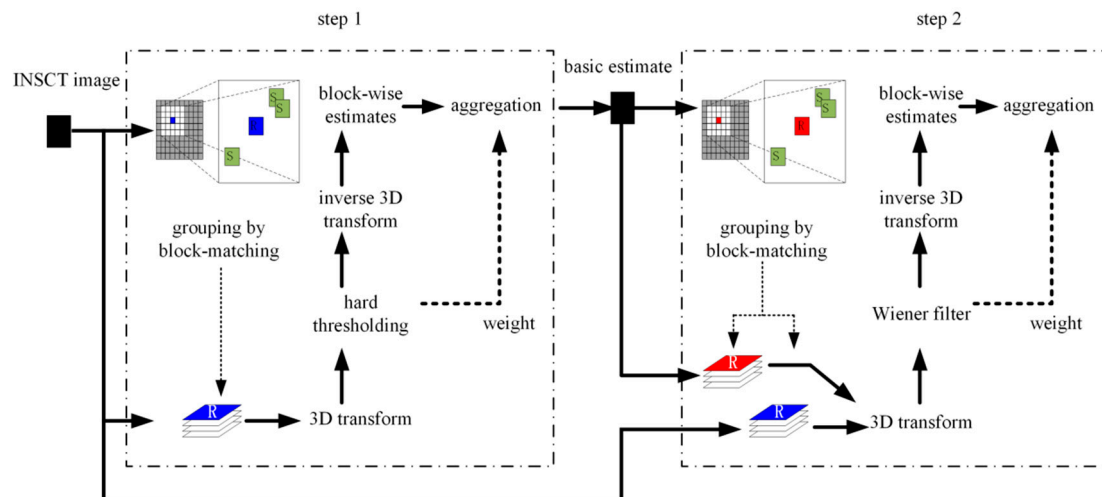 step 1
step 2
INSCT image
block-wise
estimates
aggregation
S
S
S
inverse 3D
transform
grouping by
block-matching
hard
thresholding
weight
R
3D transform
basic estimate
block-wise
estimates
aggregation
S
S
R
S
inverse 3D
transform
grouping by
block-matching
Wiener filter
weight
R
R
3D transform